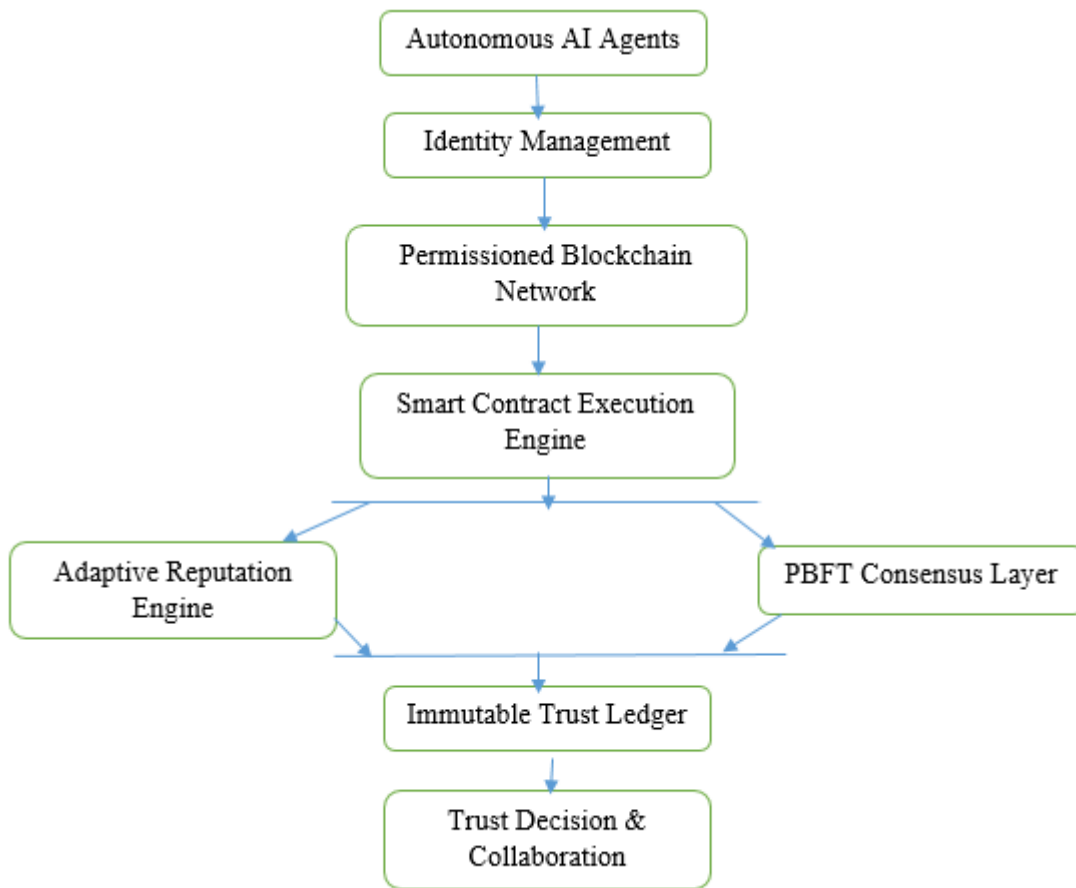 Autonomous AI Agents
Identity Management
Permissioned Blockchain
Network
Smart Contract Execution
Engine
Adaptive Reputation
Engine
PBFT Consensus Layer
Immutable Trust Ledger
Trust Decision &
Collaboration